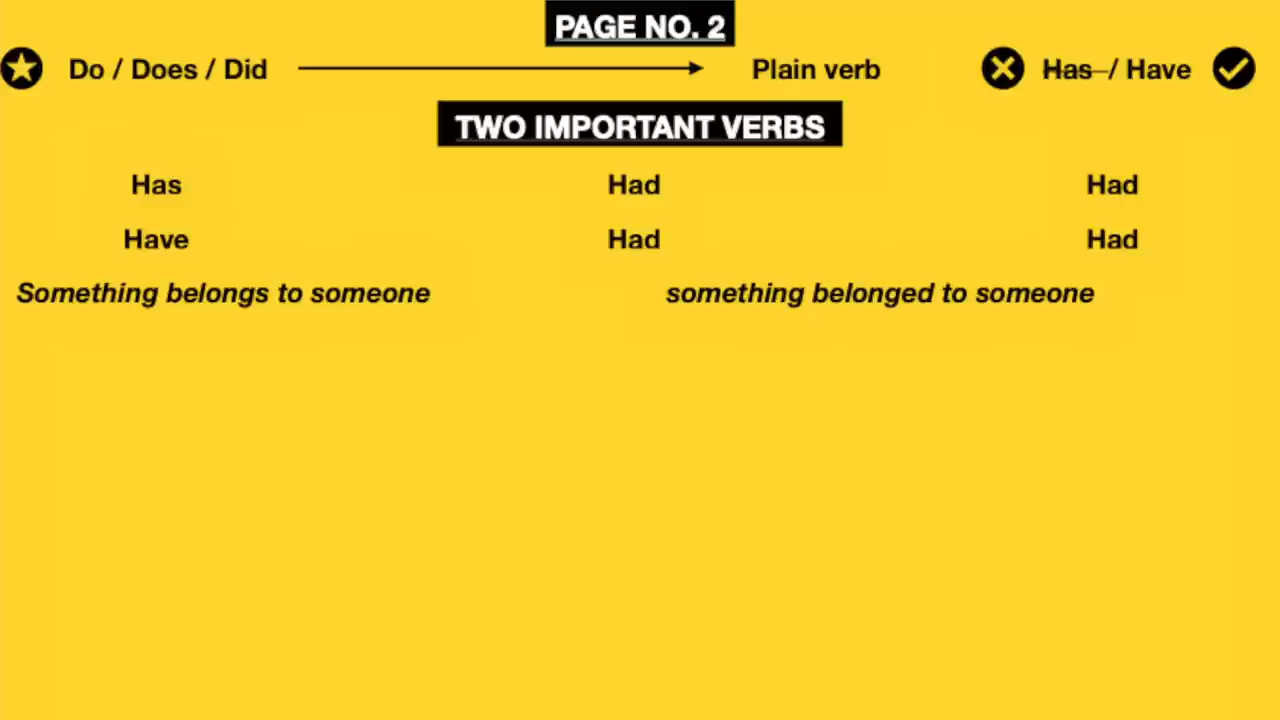 PAGE NO. 2
Do / Does / Did Plain verb Has / Have
TWO IMPORTANT VERBS
Has Had Had
Have Had Had
Something belongs to someone something belonged to someone